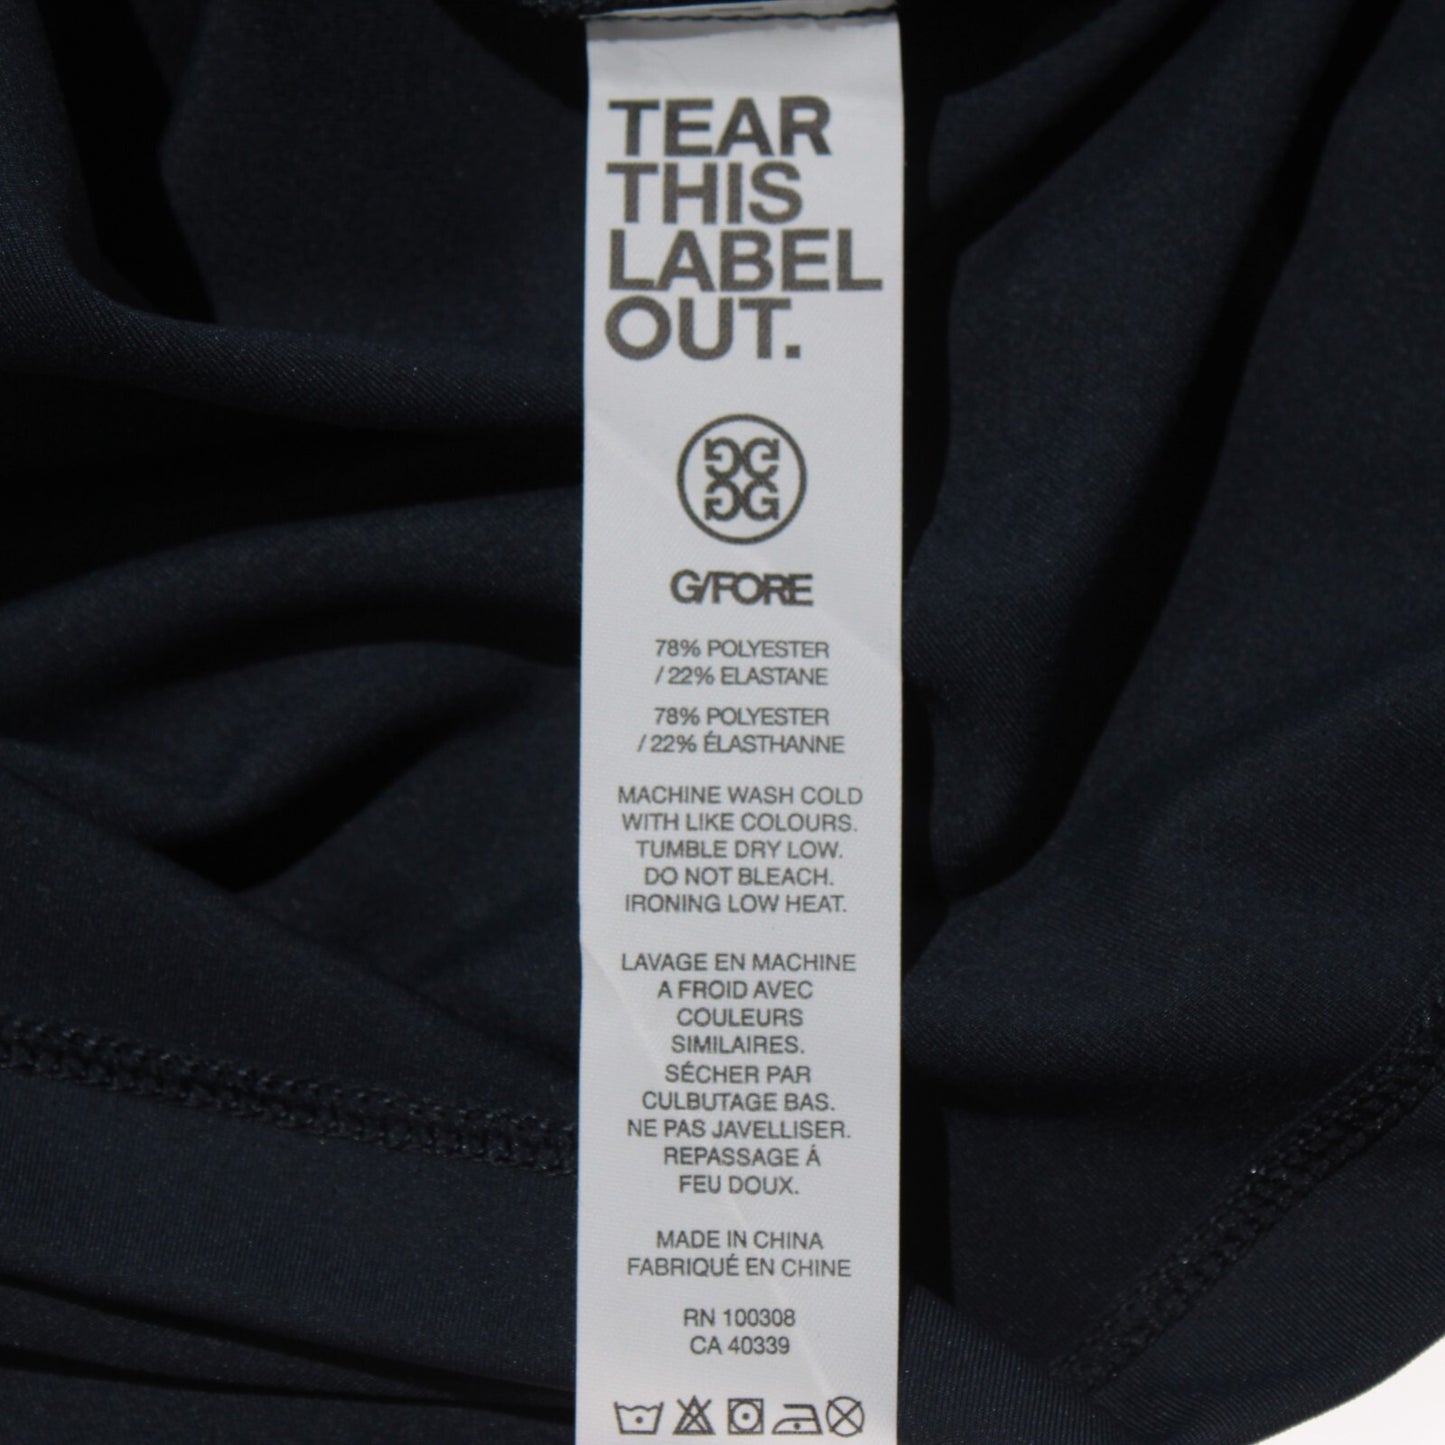 TEAR
THIS
LABEL
OUT.
G/FORE
78% POLYESTER
/ 22% ELASTANE
78% POLYESTER
/ 22% ÉLASTHANNE
MACHINE WASH COLD
WITH LIKE COLOURS.
TUMBLE DRY LOW.
DO NOT BLEACH.
IRONING LOW HEAT.
LAVAGE EN MACHINE
A FROID AVEC
COULEURS
SIMILAIRES.
SÉCHER PAR
CULBUTAGE BAS.
NE PAS JAVELLISER.
REPASSAGE Á
FEU DOUX.
MADE IN CHINA
FABRIQUÉ EN CHINE
RN 100308
CA 40339